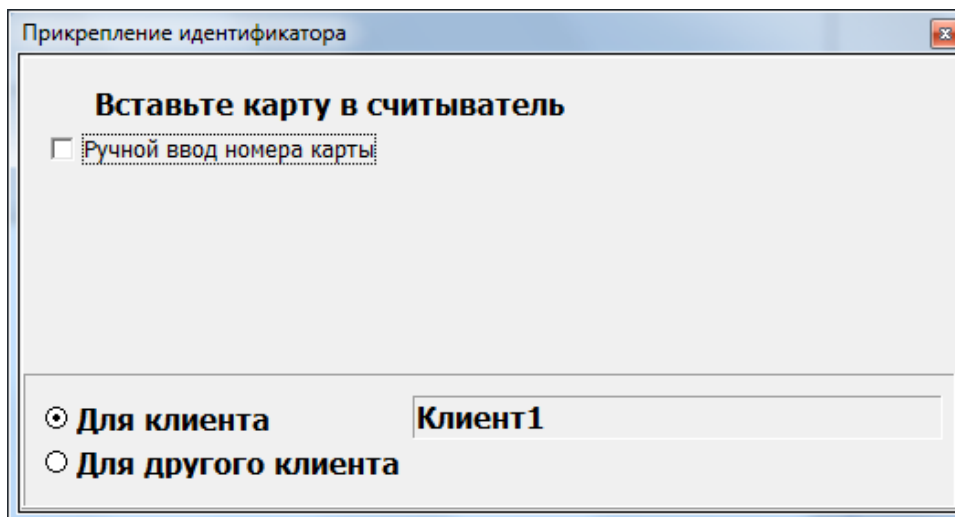 Прикрепление идентификатора
Вставьте карту в считыватель
Ручной ввод номера карты
Для клиента Клиент1
Для другого клиента